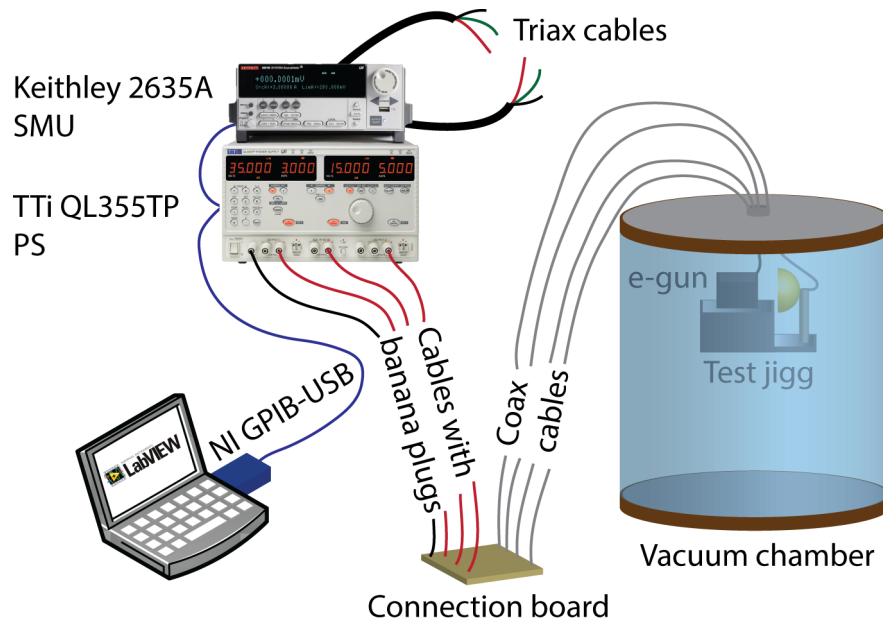 Triax cables
Keithley 2635A
SMU
+000.0001mV
TTi QL355TP
PS
35.000 3.000 15.000 5.000
e-gun
Test jigg
Cables with
banana plugs
Coax
cables
NI GPIB-USB
LabVIEW
Vacuum chamber
Connection board